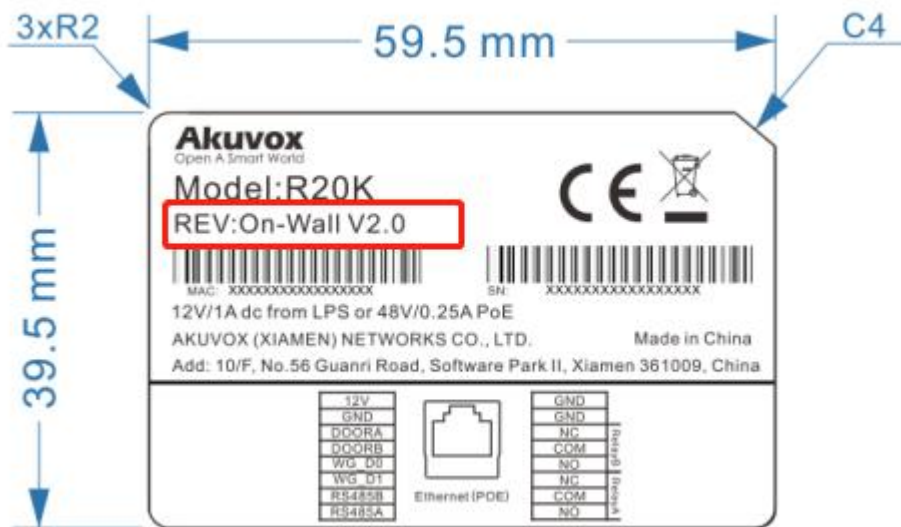 3xR2
59.5 mm
C4
39.5 mm
Akuvox
Open A Smart World
Model:R20K
CE
REV:On-Wall V2.0
MAC: XXXXXXXXXXXXXXXXX
SN: XXXXXXXXXXXXXXXXX
12V/1A dc from LPS or 48V/0.25A PoE
AKUVOX (XIAMEN) NETWORKS CO., LTD. Made in China
Add: 10/F, No.56 Guanri Road, Software Park II, Xiamen 361009, China
12V
GND
DOORA
DOORB
WG_D0
WG_D1
RS485B
RS485A
Ethernet(POE)
GND
GND
NC
COM
NO
NC
COM
NO
RelayB
RelayA